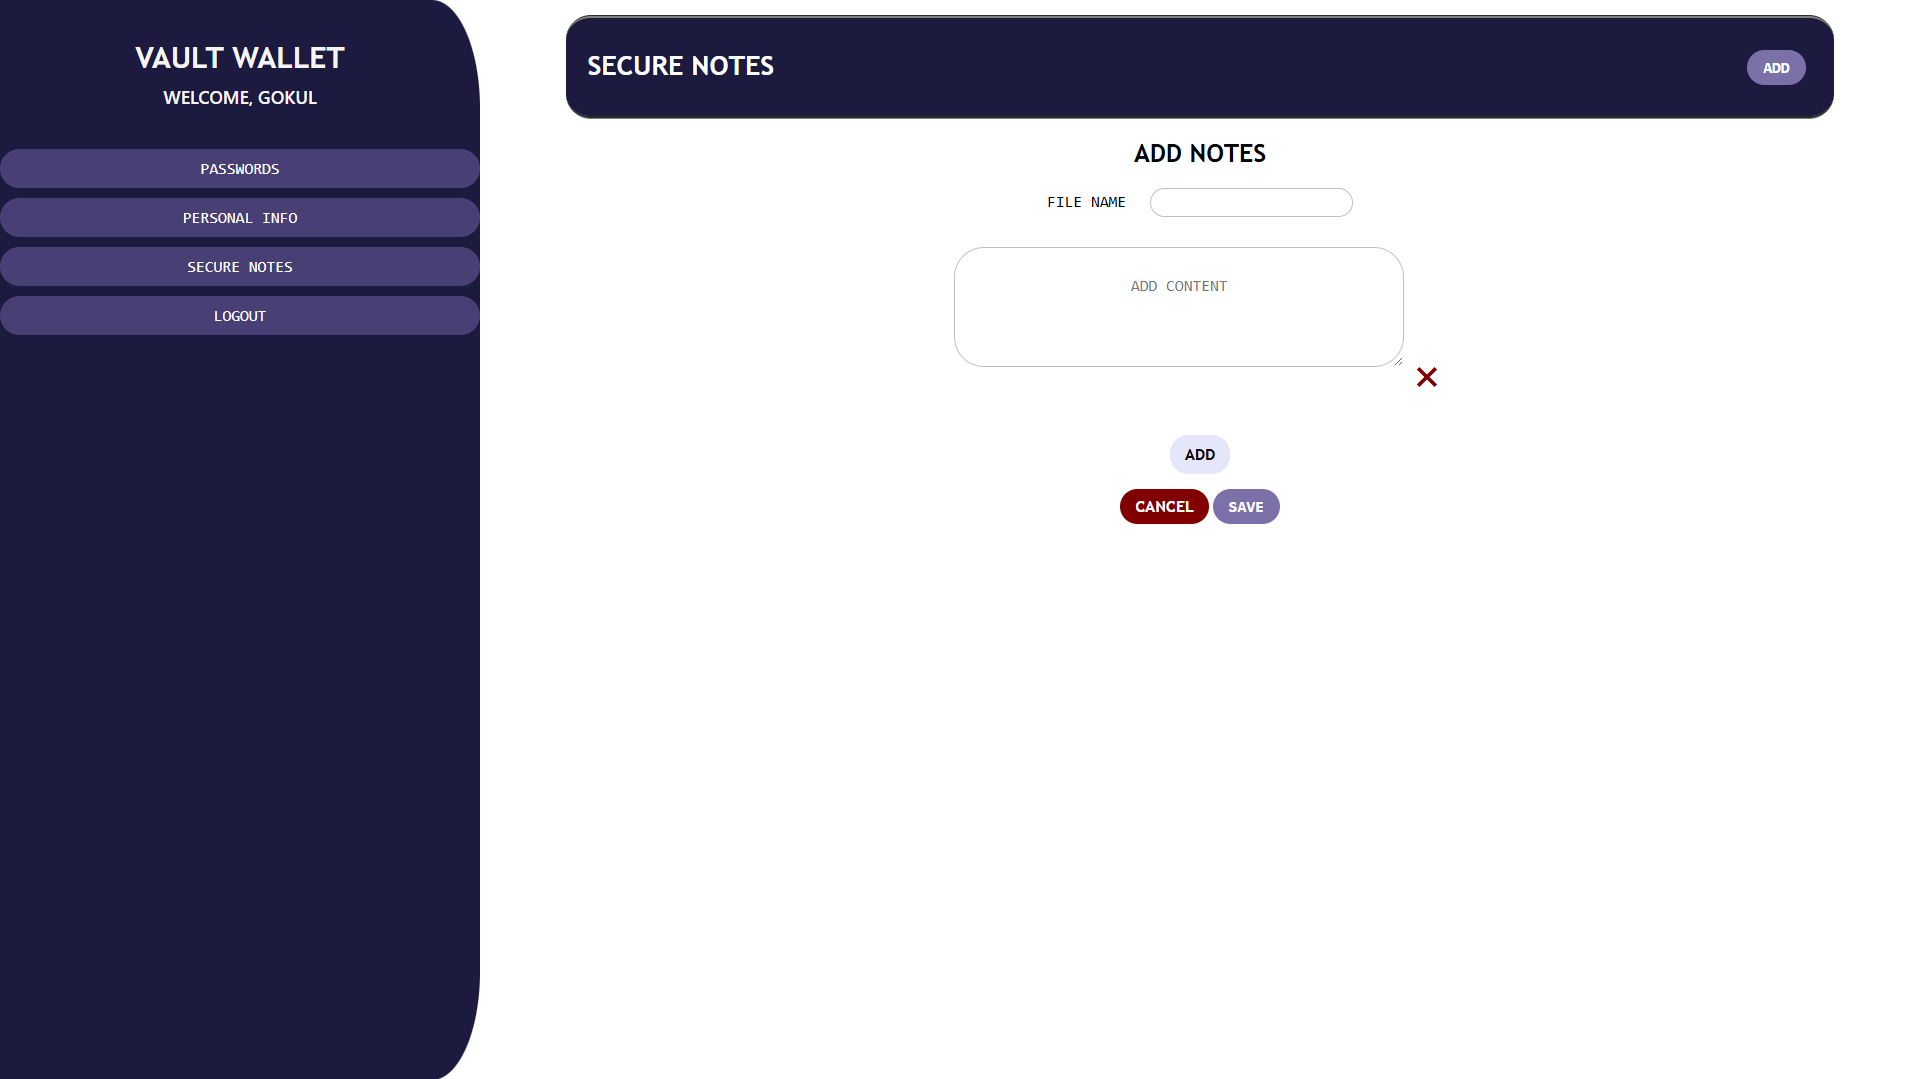 VAULT WALLET
WELCOME, GOKUL
PASSWORDS
PERSONAL INFO
SECURE NOTES
LOGOUT
SECURE NOTES
ADD
ADD NOTES
FILE NAME
ADD CONTENT
ADD
CANCEL SAVE